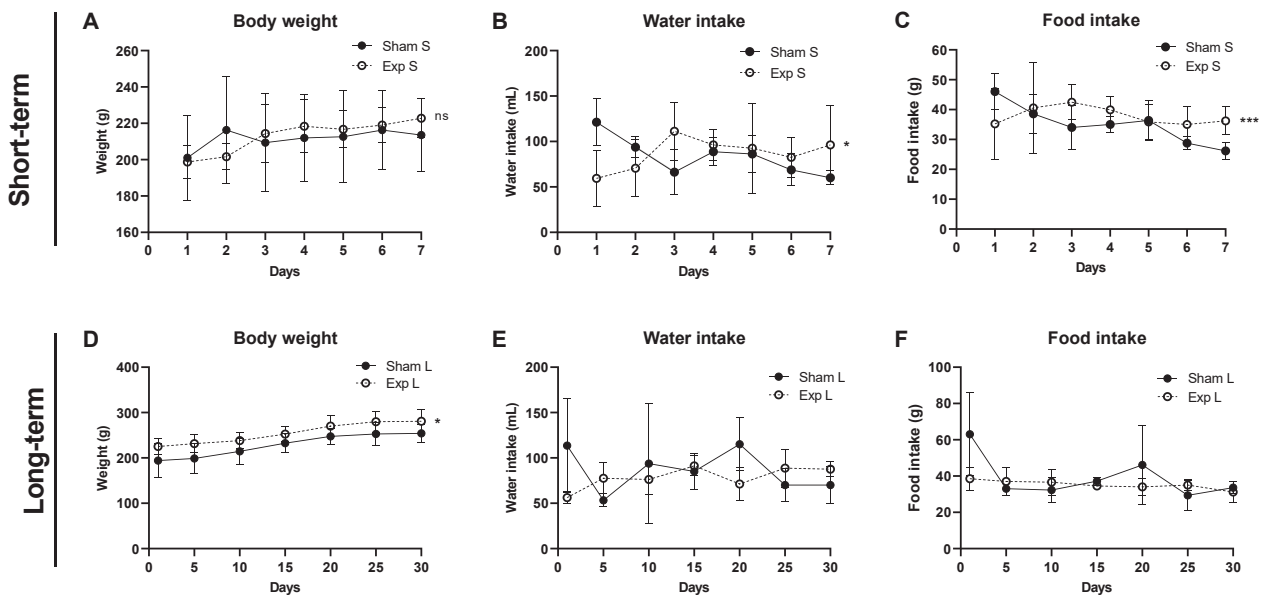 Short-term
A
Body weight
Sham S
Exp S
Weight (g)
260
240
220
200
180
160
ns
0 1 2 3 4 5 6 7
Days
B
Water intake
Sham S
Exp S
Water intake (mL)
200
150
100
50
0
*
0 1 2 3 4 5 6 7
Days
C
Food intake
Sham S
Exp S
Food intake (g)
60
50
40
30
20
10
0
***
0 1 2 3 4 5 6 7
Days
Long-term
D
Body weight
Sham L
Exp L
Weight (g)
400
300
200
100
0
*
0 5 10 15 20 25 30
Days
E
Water intake
Sham L
Exp L
Water intake (mL)
200
150
100
50
0
0 5 10 15 20 25 30
Days
F
Food intake
Sham L
Exp L
Food intake (g)
100
80
60
40
20
0
0 5 10 15 20 25 30
Days